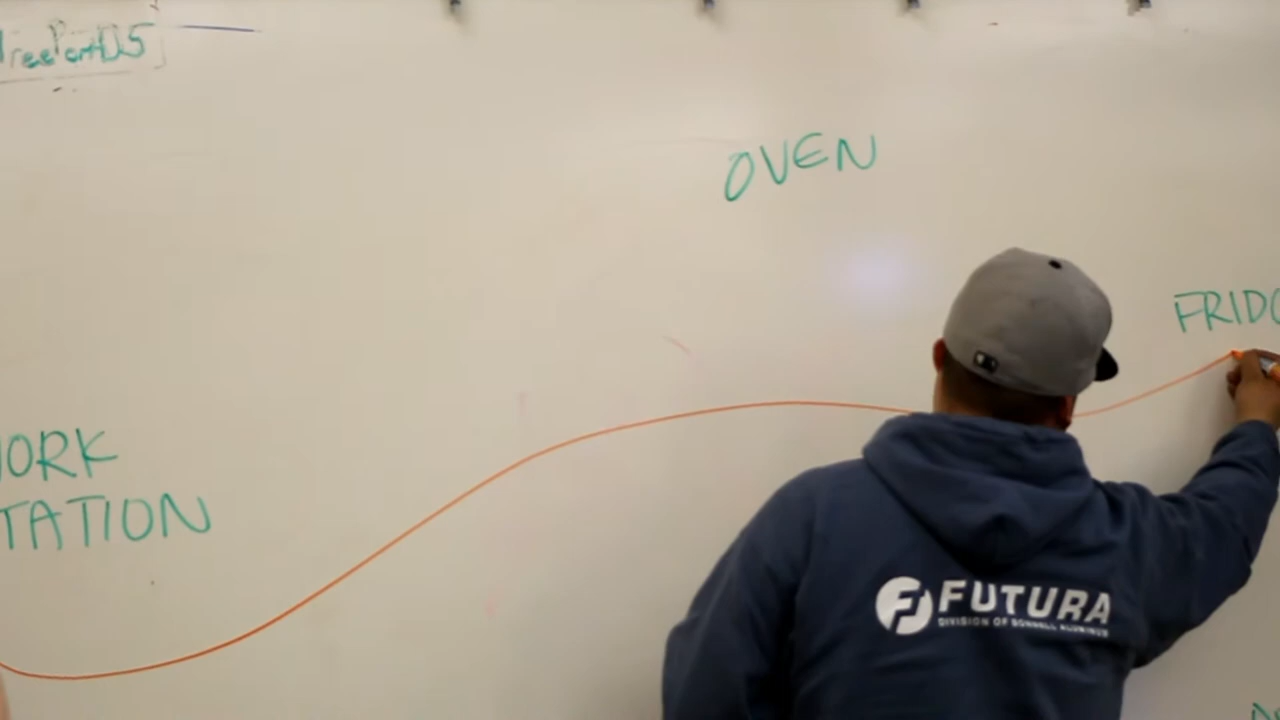 OVEN
FRIDG
WORK
STATION
FUTURA
DIVISION OF BONNELL ALUMINUM